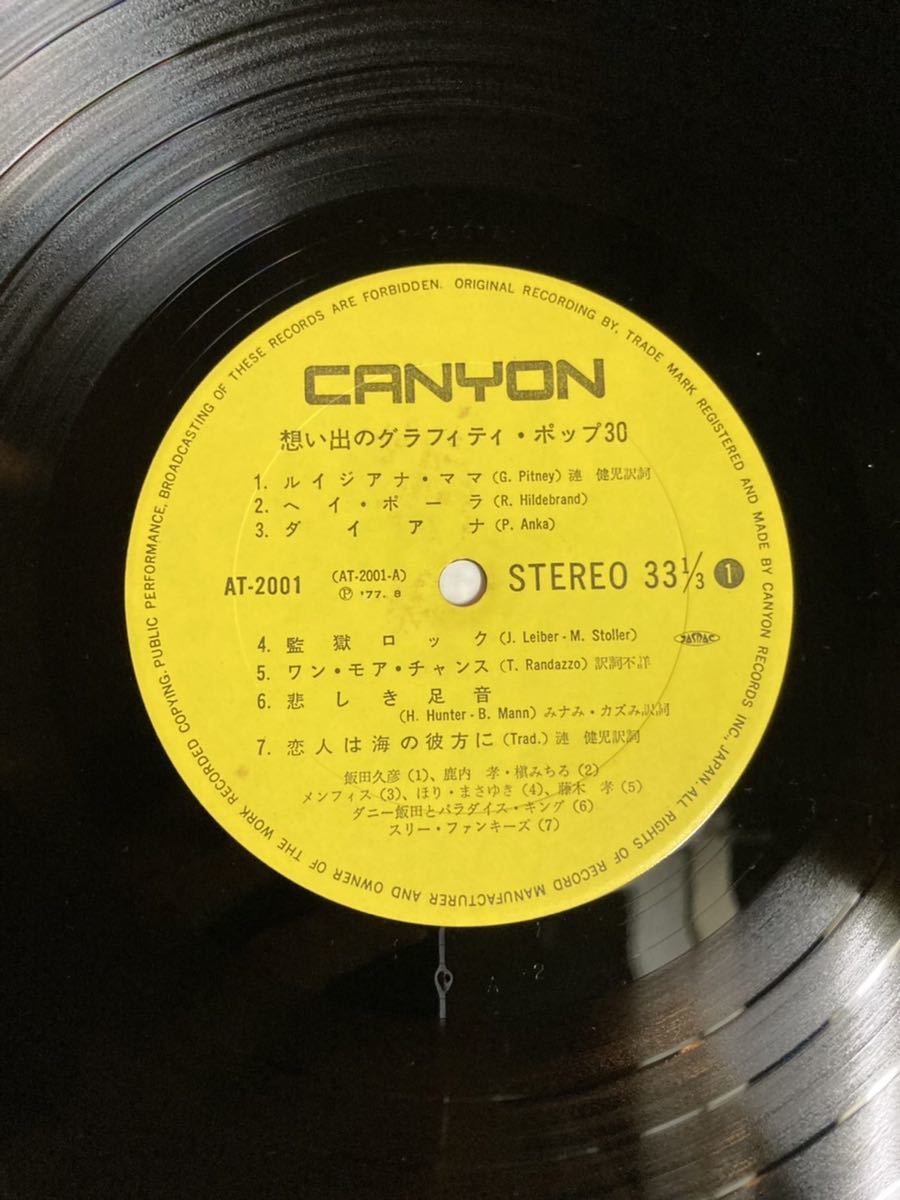 CANYON
想い出のグラフィティ・ポップ30
1. ルイジアナ・ママ (G. Pitney) 漣 健児訳詞
2. ヘイ・ポーラ (R. Hildebrand)
3. ダイアナ (P. Anka)
AT-2001 (AT-2001-A) STEREO 33 1/3 1
Ⓟ '77. 8
4. 監獄ロック (J. Leiber - M. Stoller) JASRAC
5. ワン・モア・チャンス (T. Randazzo) 訳詞不詳
6. 悲しき足音
(H. Hunter - B. Mann) みナみ・カズみ訳詞
7. 恋人は海の彼方に (Trad.) 漣 健児訳詞
飯田久彦 (1)、鹿内 孝・槇みちる (2)
メンフィス (3)、ほり・まさゆき (4)、藤木 孝 (5)
ダニー飯田とパラダイス・キング (6)
スリー・ファンキーズ (7)
ORIGINAL RECORDING BY, TRADE MARK REGISTERED AND MADE BY CANYON RECORDS INC., JAPAN. ALL RIGHTS OF RECORD MANUFACTURER AND OWNER OF THE WORK RECORDED COPYING, PUBLIC PERFORMANCE, BROADCASTING OF THESE RECORDS ARE FORBIDDEN.
A 2